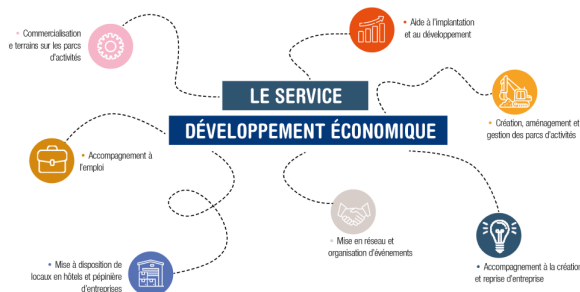 • Commercialisation
e terrains sur les parcs
d'activités
• Aide à l'implantation
et au développement
LE SERVICE
DÉVELOPPEMENT ÉCONOMIQUE
• Création, aménagement et
gestion des parcs d'activités
• Accompagnement à
l'emploi
• Mise en réseau et
organisation d'événements
• Mise à disposition de
locaux en hôtels et pépinière
d'entreprises
• Accompagnement à la création
et reprise d'entreprise